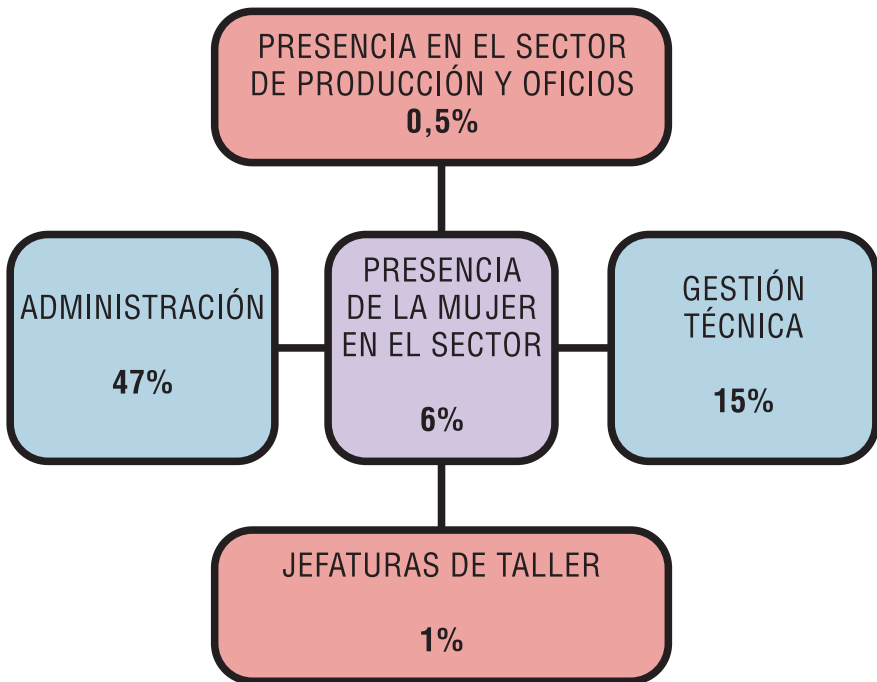 PRESENCIA EN EL SECTOR
DE PRODUCCIÓN Y OFICIOS
0,5%
ADMINISTRACIÓN
47%
PRESENCIA
DE LA MUJER
EN EL SECTOR
6%
GESTIÓN
TÉCNICA
15%
JEFATURAS DE TALLER
1%